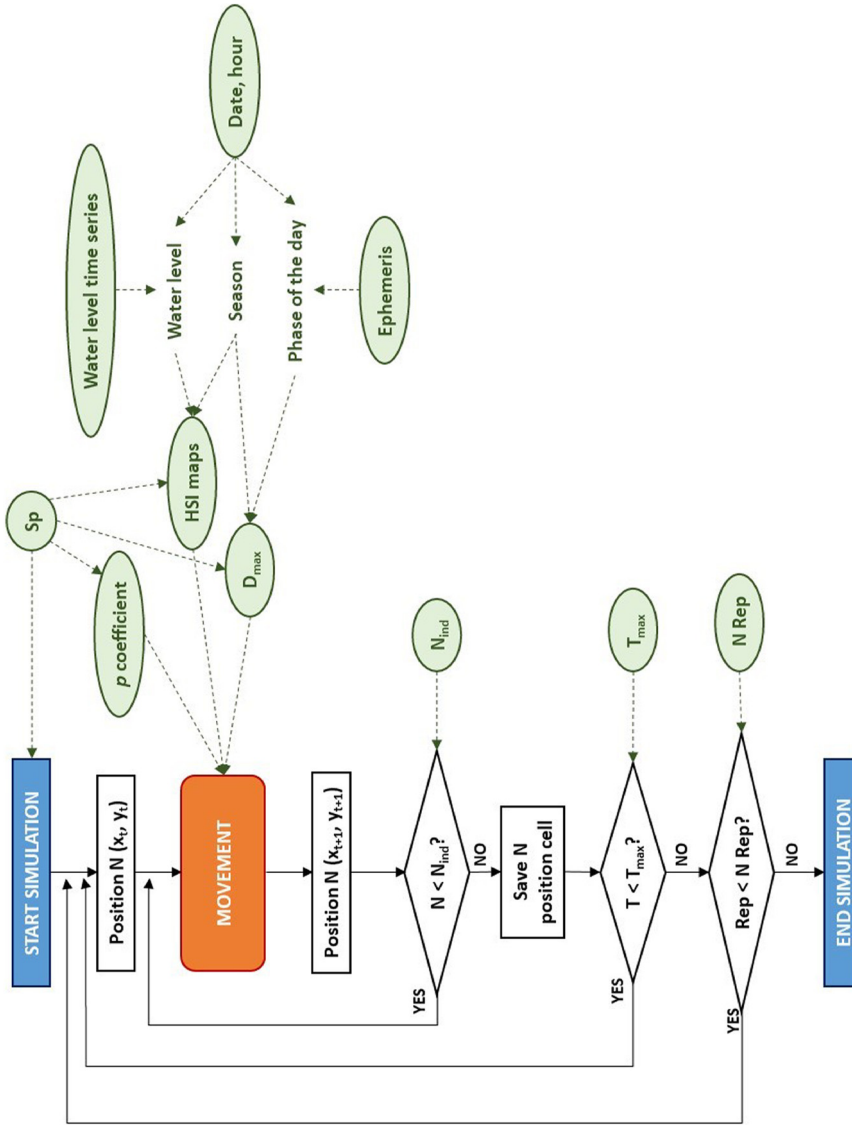 START SIMULATION
Position N (xₜ, yₜ)
MOVEMENT
Position N (xₜ₊₁, yₜ₊₁)
N < Nind?
YES
NO
Save N
position cell
T < Tmax?
YES
NO
Rep < N Rep?
YES
NO
END SIMULATION
Sp
p coefficient
HSI maps
Dmax
Nind
Tmax
N Rep
Water level time series
Water level
Season
Phase of the day
Ephemeris
Date, hour